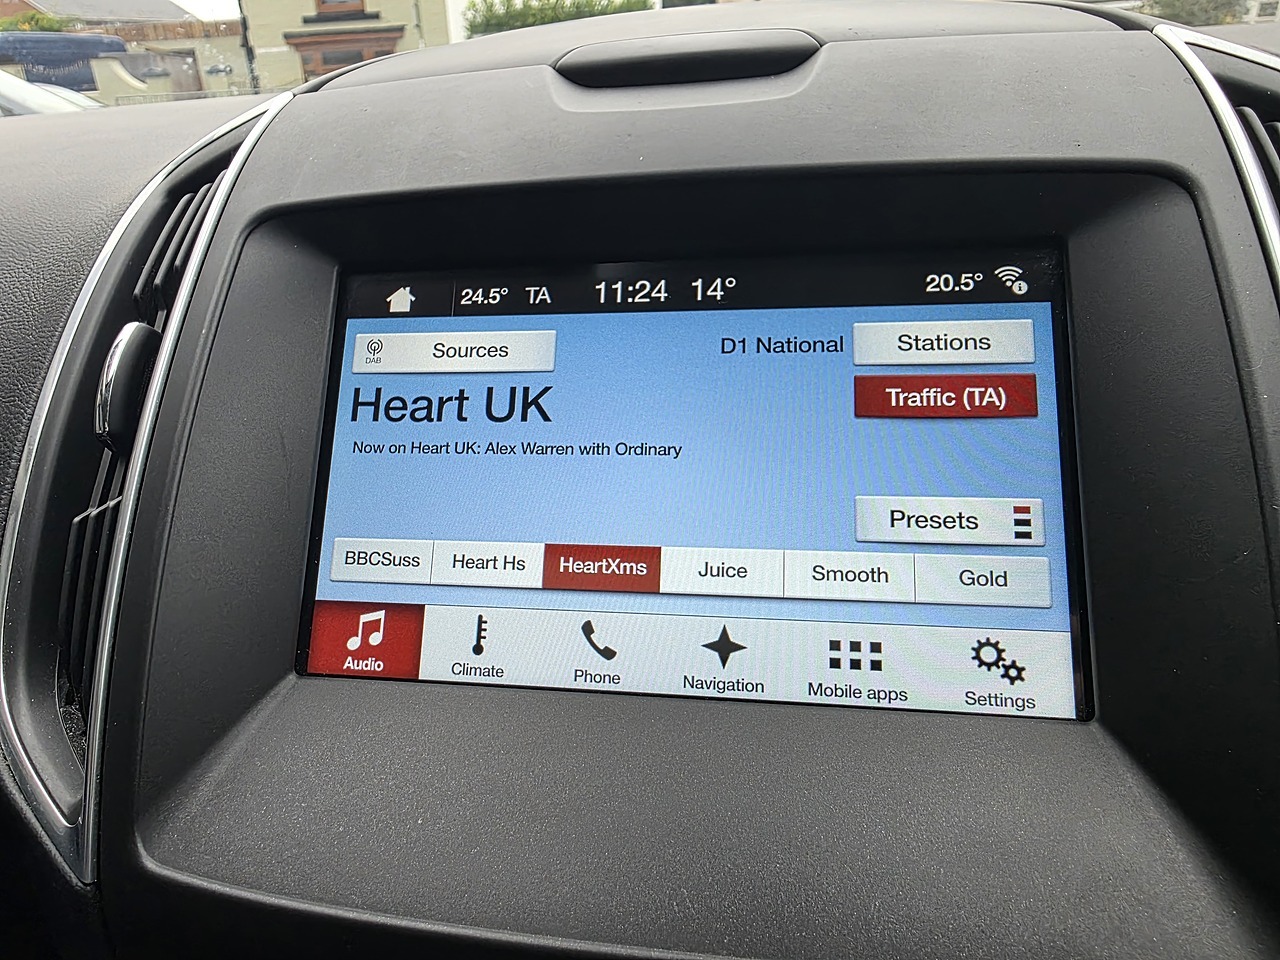 24.5° TA 11:24 14° 20.5°
DAB Sources D1 National Stations
Heart UK Traffic (TA)
Now on Heart UK: Alex Warren with Ordinary
Presets
BBCSuss Heart Hs HeartXms Juice Smooth Gold
Audio Climate Phone Navigation Mobile apps Settings